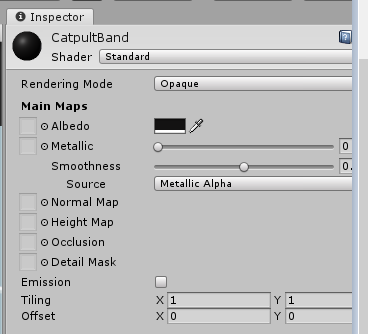 Inspector
CatpultBand
Shader Standard
Rendering Mode Opaque
Main Maps
Albedo
Metallic 0
Smoothness 0.
Source Metallic Alpha
Normal Map
Height Map
Occlusion
Detail Mask
Emission
Tiling X 1 Y 1
Offset X 0 Y 0